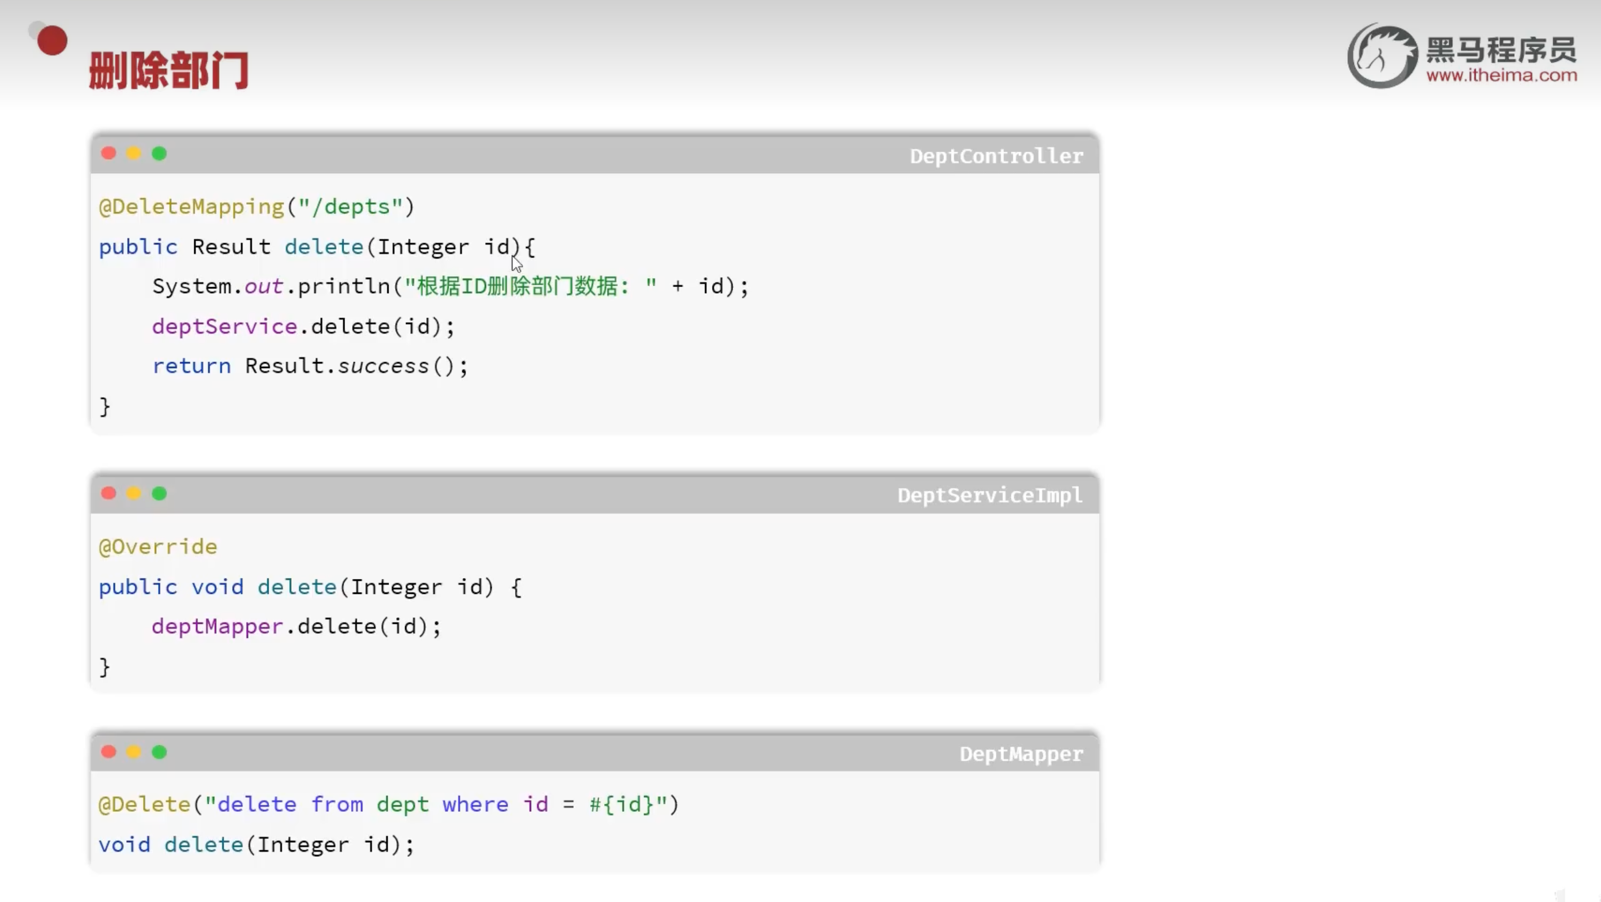 删除部门
黑马程序员
www.itheima.com
DeptController
@DeleteMapping("/depts")
public Result delete(Integer id){
    System.out.println("根据ID删除部门数据: " + id);
    deptService.delete(id);
    return Result.success();
}
DeptServiceImpl
@Override
public void delete(Integer id) {
    deptMapper.delete(id);
}
DeptMapper
@Delete("delete from dept where id = #{id}")
void delete(Integer id);